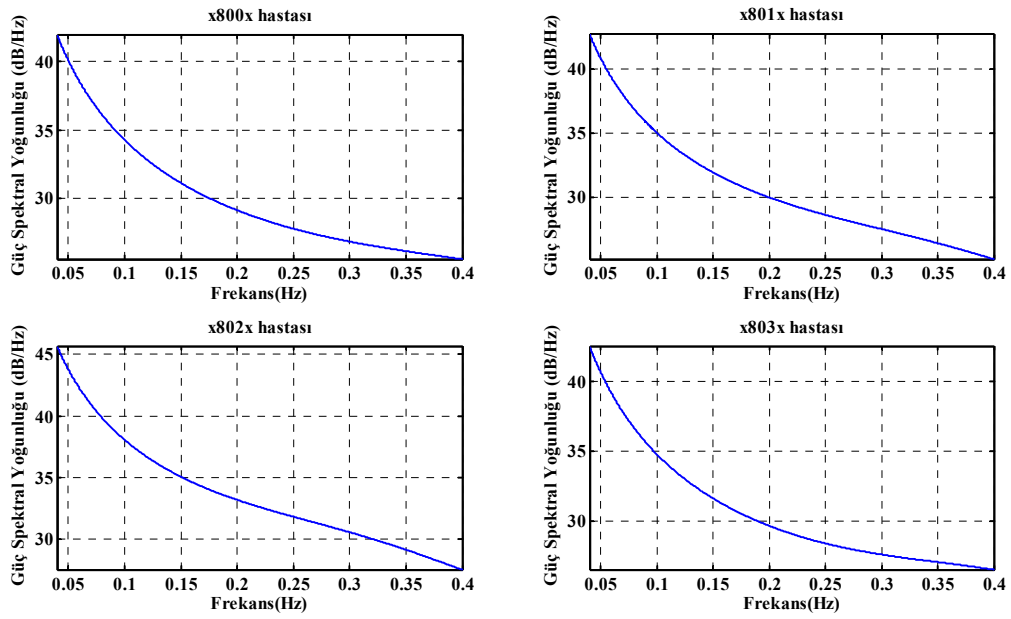 x800x hastası
Güç Spektral Yoğunluğu (dB/Hz)
40
35
30
0.05 0.1 0.15 0.2 0.25 0.3 0.35 0.4
Frekans(Hz)
x801x hastası
Güç Spektral Yoğunluğu (dB/Hz)
40
35
30
0.05 0.1 0.15 0.2 0.25 0.3 0.35 0.4
Frekans(Hz)
x802x hastası
Güç Spektral Yoğunluğu (dB/Hz)
45
40
35
30
0.05 0.1 0.15 0.2 0.25 0.3 0.35 0.4
Frekans(Hz)
x803x hastası
Güç Spektral Yoğunluğu (dB/Hz)
40
35
30
0.05 0.1 0.15 0.2 0.25 0.3 0.35 0.4
Frekans(Hz)